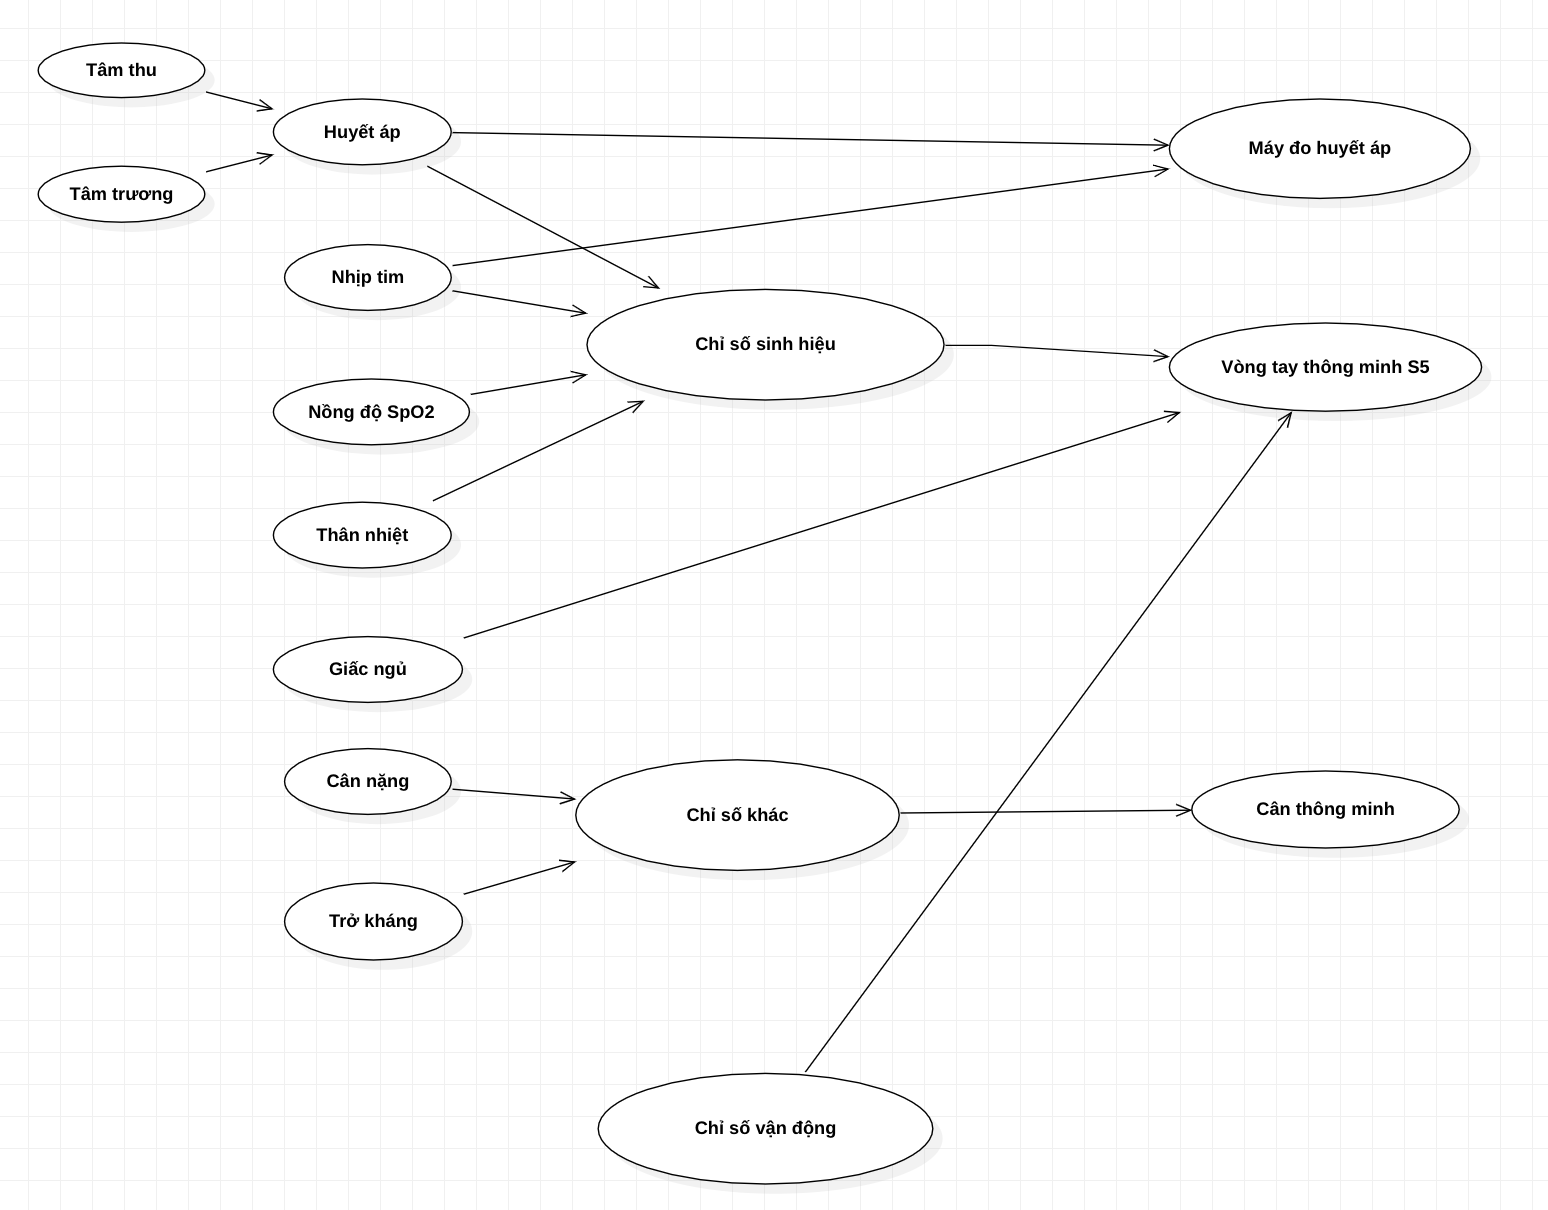 Tâm thu
Huyết áp
Máy đo huyết áp
Tâm trương
Nhịp tim
Chỉ số sinh hiệu
Vòng tay thông minh S5
Nồng độ SpO2
Thân nhiệt
Giấc ngủ
Cân nặng
Chỉ số khác
Cân thông minh
Trở kháng
Chỉ số vận động